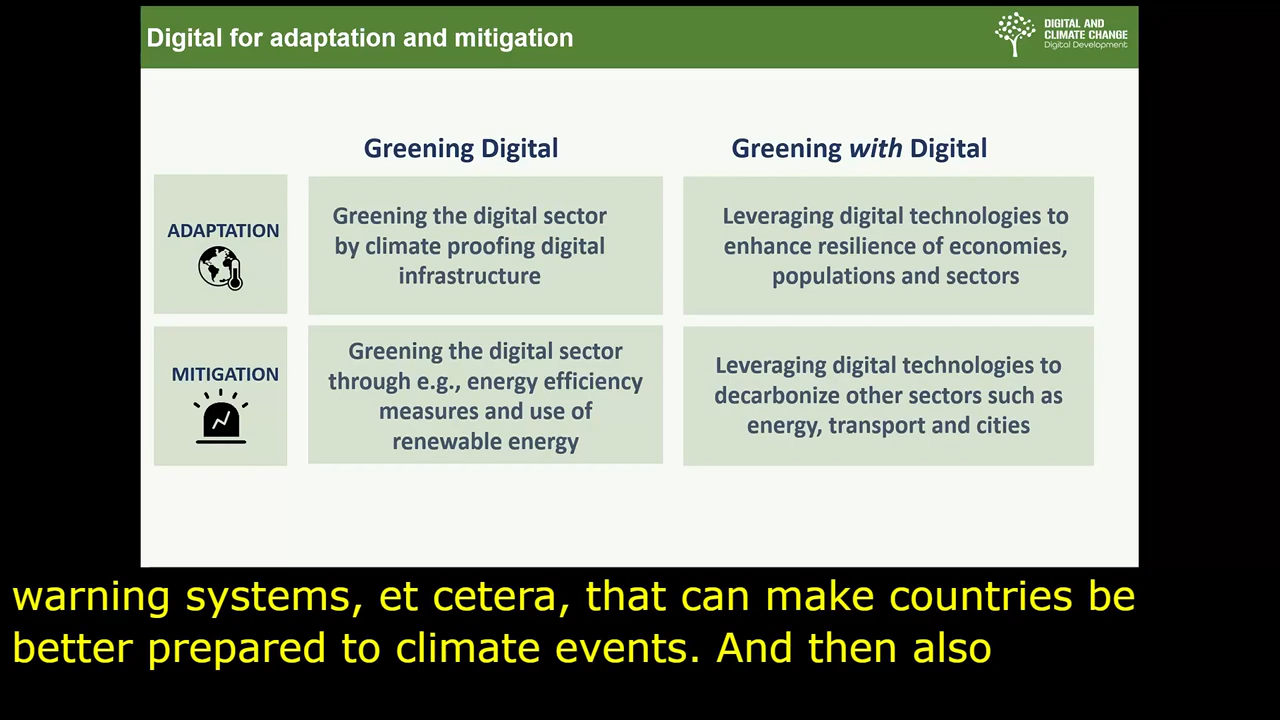 Digital for adaptation and mitigation
DIGITAL AND
CLIMATE CHANGE
Digital Development
Greening Digital
Greening with Digital
ADAPTATION
Greening the digital sector
by climate proofing digital
infrastructure
Leveraging digital technologies to
enhance resilience of economies,
populations and sectors
MITIGATION
Greening the digital sector
through e.g., energy efficiency
measures and use of
renewable energy
Leveraging digital technologies to
decarbonize other sectors such as
energy, transport and cities
warning systems, et cetera, that can make countries be
better prepared to climate events. And then also